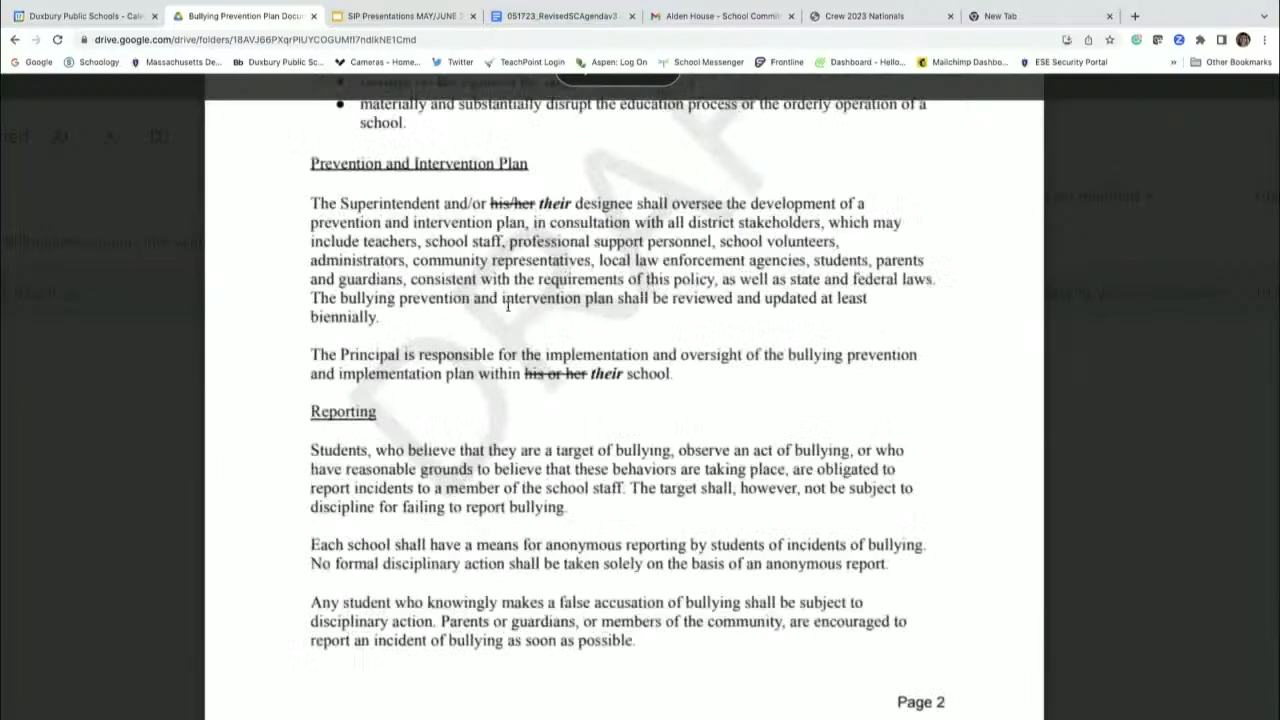 Duxbury Public Schools - Cale
Bullying Prevention Plan Docum
SIP Presentations MAY/JUNE 2
051723_RevisedSCAgendav3
Alden House - School Commit
Crew 2023 Nationals
New Tab
Google
Schoology
Massachusetts De...
Duxbury Public Sc...
Cameras - Home...
Twitter
TeachPoint Login
Aspen: Log On
School Messenger
Frontline
Dashboard - Hello...
Mailchimp Dashbo...
ESE Security Portal
»
Other Bookmarks
• materially and substantially disrupt the education process or the orderly operation of a
school.
Prevention and Intervention Plan
The Superintendent and/or his/her their designee shall oversee the development of a
prevention and intervention plan, in consultation with all district stakeholders, which may
include teachers, school staff, professional support personnel, school volunteers,
administrators, community representatives, local law enforcement agencies, students, parents
and guardians, consistent with the requirements of this policy, as well as state and federal laws.
The bullying prevention and intervention plan shall be reviewed and updated at least
biennially.
The Principal is responsible for the implementation and oversight of the bullying prevention
and implementation plan within his or her their school.
Reporting
Students, who believe that they are a target of bullying, observe an act of bullying, or who
have reasonable grounds to believe that these behaviors are taking place, are obligated to
report incidents to a member of the school staff. The target shall, however, not be subject to
discipline for failing to report bullying.
Each school shall have a means for anonymous reporting by students of incidents of bullying.
No formal disciplinary action shall be taken solely on the basis of an anonymous report.
Any student who knowingly makes a false accusation of bullying shall be subject to
disciplinary action. Parents or guardians, or members of the community, are encouraged to
report an incident of bullying as soon as possible.
DRAF
Page 2